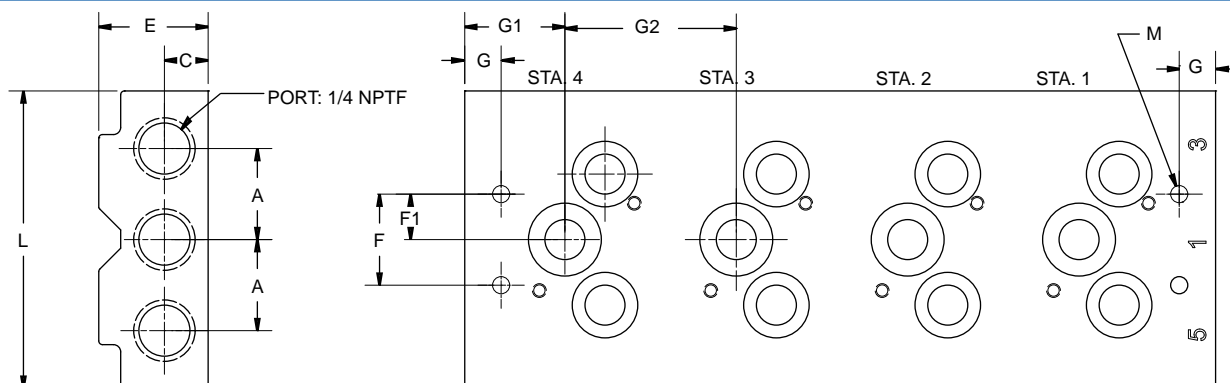 E
C
G1
G2
M
G
G
STA. 4
STA. 3
STA. 2
STA. 1
PORT: 1/4 NPTF
A
L
A
F
F1
3
1
5